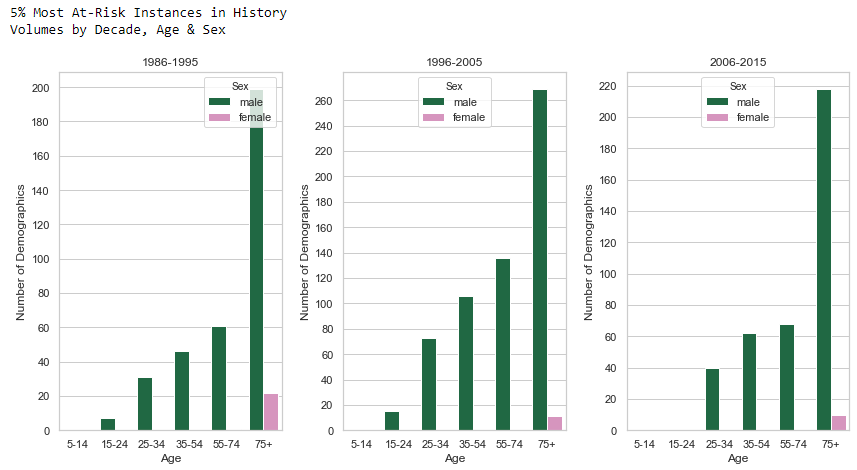 5% Most At-Risk Instances in History
Volumes by Decade, Age & Sex
1986-1995
Sex
male
female
200
180
160
140
120
100
80
60
40
20
0
Number of Demographics
5-14 15-24 25-34 35-54 55-74 75+
Age
1996-2005
Sex
male
female
260
240
220
200
180
160
140
120
100
80
60
40
20
0
Number of Demographics
5-14 15-24 25-34 35-54 55-74 75+
Age
2006-2015
Sex
male
female
220
200
180
160
140
120
100
80
60
40
20
0
Number of Demographics
5-14 15-24 25-34 35-54 55-74 75+
Age